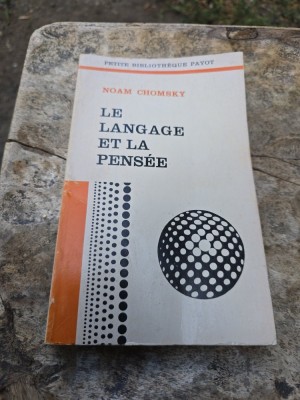 PETITE BIBLIOTHÈQUE PAYOT
NOAM CHOMSKY
LE
LANGAGE
ET LA
PENSÉE